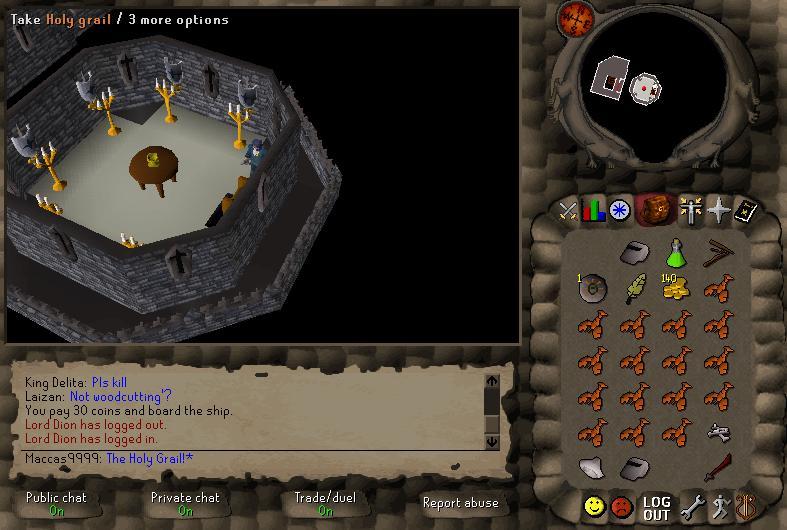 Take Holy grail / 3 more options
1
140
King Delita: Pls kill
Laizan: Not woodcutting'?
You pay 30 coins and board the ship.
Lord Dion has logged out.
Lord Dion has logged in.
Maccas9999: The Holy Grail!*
Public chat
On
Private chat
On
Trade/duel
On
Report abuse
LOG
OUT